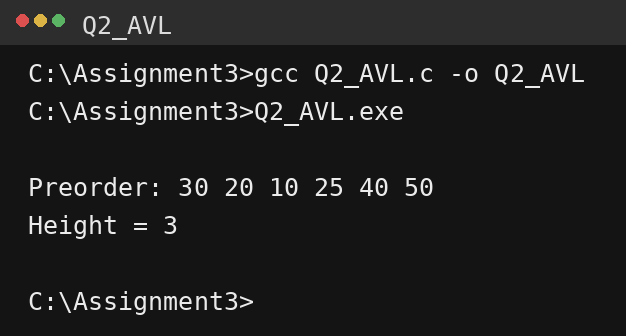 Q2_AVL
C:\Assignment3>gcc Q2_AVL.c -o Q2_AVL
C:\Assignment3>Q2_AVL.exe
Preorder: 30 20 10 25 40 50
Height = 3
C:\Assignment3>